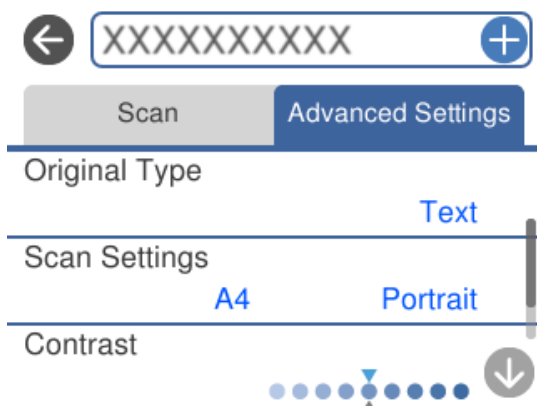 XXXXXXXXXX
Scan Advanced Settings
Original Type
Text
Scan Settings
A4 Portrait
Contrast